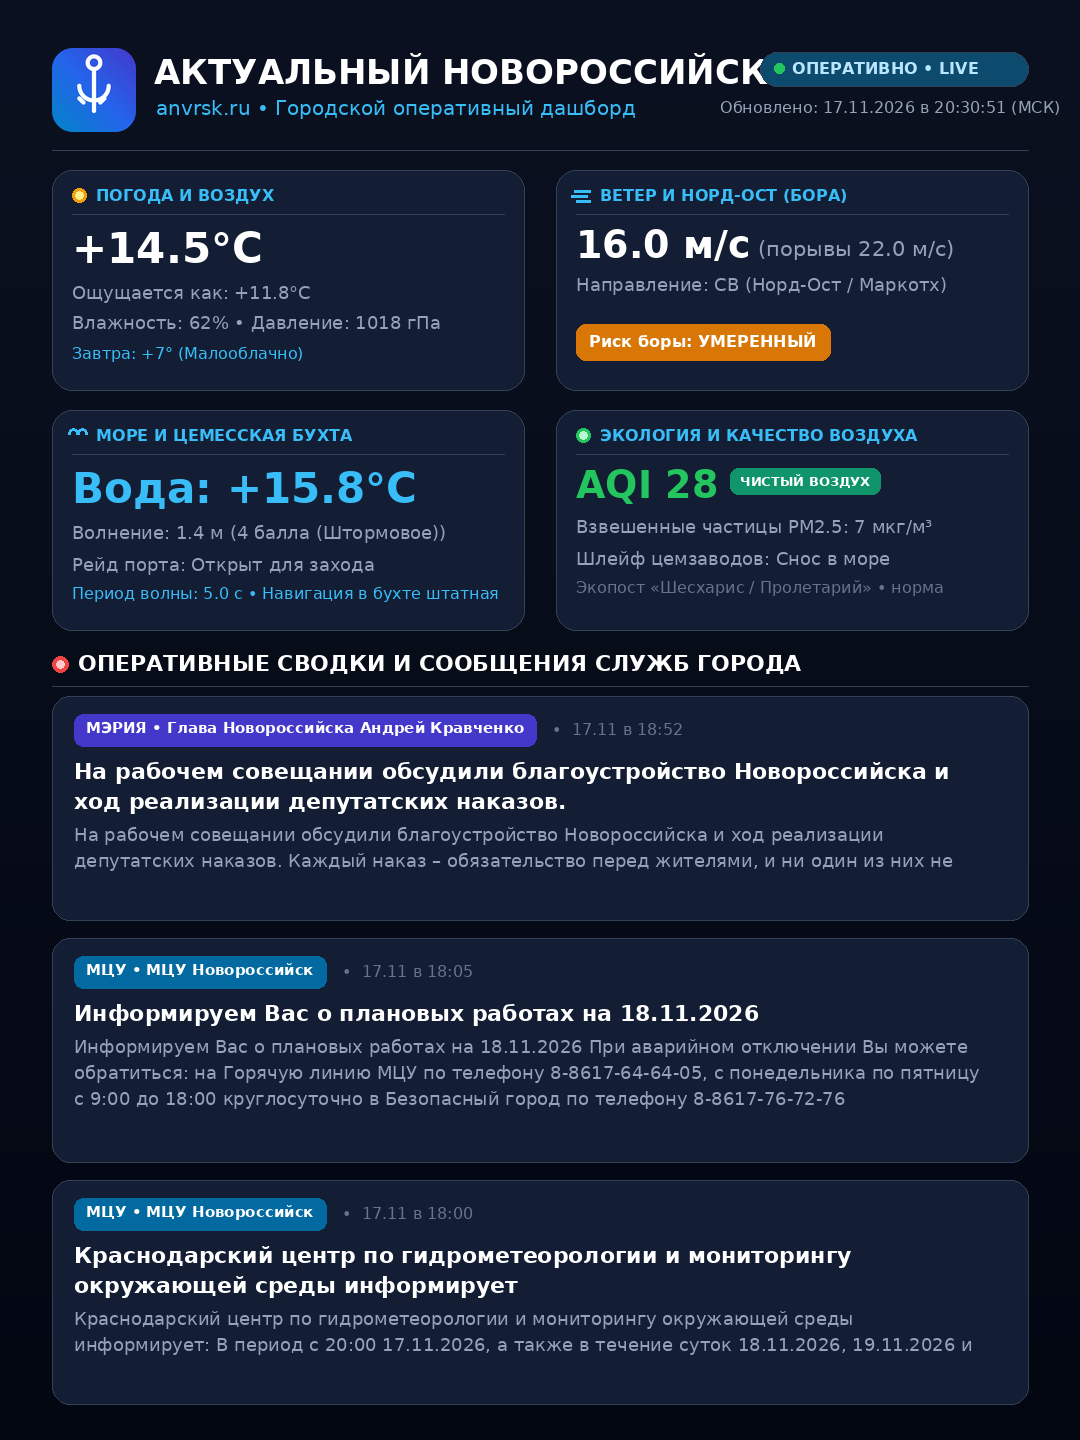 АКТУАЛЬНЫЙ НОВОРОССИЙСК
ОПЕРАТИВНО • LIVE
anvrsk.ru • Городской оперативный дашборд
Обновлено: 17.11.2026 в 20:30:51 (МСК)
ПОГОДА И ВОЗДУХ
+14.5°C
Ощущается как: +11.8°C
Влажность: 62% • Давление: 1018 гПа
Завтра: +7° (Малооблачно)
ВЕТЕР И НОРД-ОСТ (БОРА)
16.0 м/с (порывы 22.0 м/с)
Направление: СВ (Норд-Ост / Маркотх)
Риск боры: УМЕРЕННЫЙ
МОРЕ И ЦЕМЕССКАЯ БУХТА
Вода: +15.8°C
Волнение: 1.4 м (4 балла (Штормовое))
Рейд порта: Открыт для захода
Период волны: 5.0 с • Навигация в бухте штатная
ЭКОЛОГИЯ И КАЧЕСТВО ВОЗДУХА
AQI 28 ЧИСТЫЙ ВОЗДУХ
Взвешенные частицы PM2.5: 7 мкг/м³
Шлейф цемзаводов: Снос в море
Экопост «Шесхарис / Пролетарий» • норма
ОПЕРАТИВНЫЕ СВОДКИ И СООБЩЕНИЯ СЛУЖБ ГОРОДА
МЭРИЯ • Глава Новороссийска Андрей Кравченко • 17.11 в 18:52
На рабочем совещании обсудили благоустройство Новороссийска и
ход реализации депутатских наказов.
На рабочем совещании обсудили благоустройство Новороссийска и ход реализации
депутатских наказов. Каждый наказ – обязательство перед жителями, и ни один из них не
МЦУ • МЦУ Новороссийск • 17.11 в 18:05
Информируем Вас о плановых работах на 18.11.2026
Информируем Вас о плановых работах на 18.11.2026 При аварийном отключении Вы можете
обратиться: на Горячую линию МЦУ по телефону 8-8617-64-64-05, с понедельника по пятницу
с 9:00 до 18:00 круглосуточно в Безопасный город по телефону 8-8617-76-72-76
МЦУ • МЦУ Новороссийск • 17.11 в 18:00
Краснодарский центр по гидрометеорологии и мониторингу
окружающей среды информирует
Краснодарский центр по гидрометеорологии и мониторингу окружающей среды
информирует: В период с 20:00 17.11.2026, а также в течение суток 18.11.2026, 19.11.2026 и